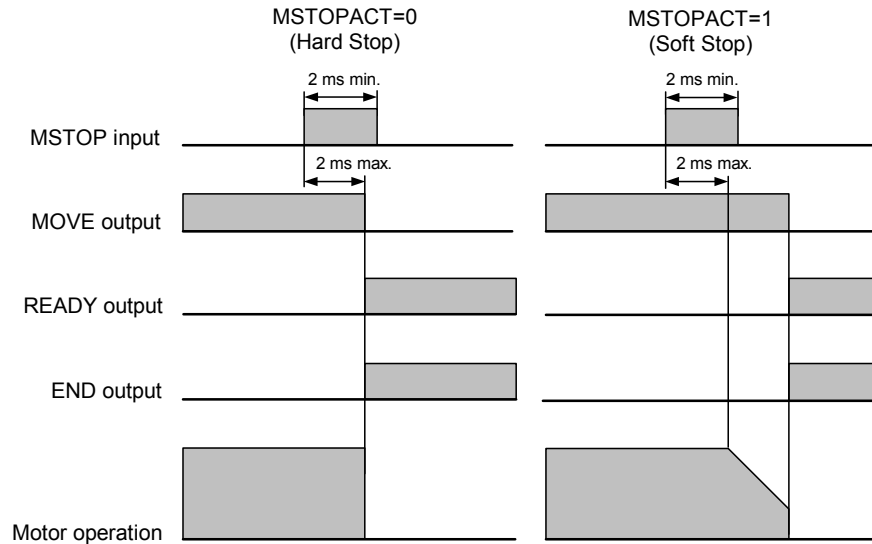 MSTOPACT=0
(Hard Stop)
MSTOPACT=1
(Soft Stop)
2 ms min.
2 ms min.
MSTOP input
2 ms max.
2 ms max.
MOVE output
READY output
END output
Motor operation